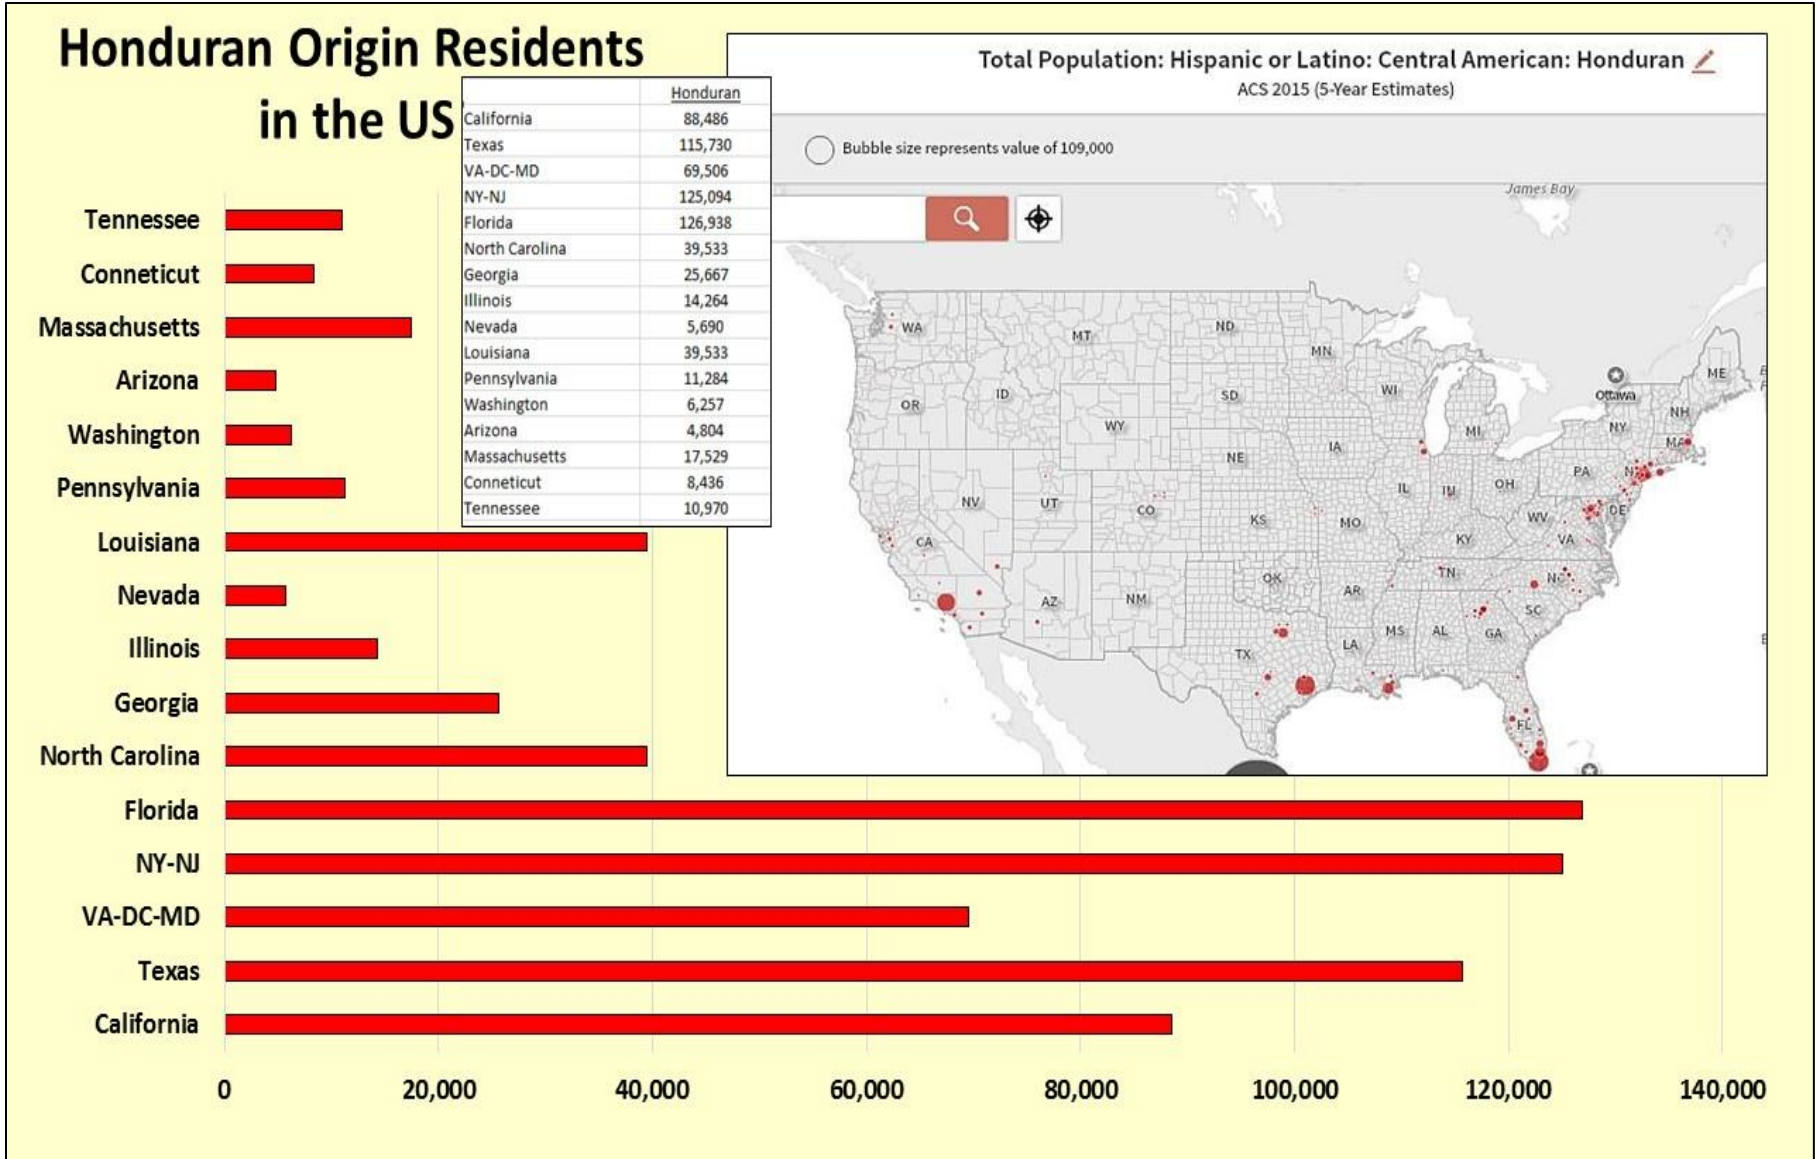 Honduran Origin Residents
in the US
Honduran
California 88,486
Texas 115,730
VA-DC-MD 69,506
NY-NJ 125,094
Florida 126,938
North Carolina 39,533
Georgia 25,667
Illinois 14,264
Nevada 5,690
Louisiana 39,533
Pennsylvania 11,284
Washington 6,257
Arizona 4,804
Massachusetts 17,529
Conneticut 8,436
Tennessee 10,970
Total Population: Hispanic or Latino: Central American: Honduran
ACS 2015 (5-Year Estimates)
Bubble size represents value of 109,000
James Bay
WA
MT
ND
MN
OR
ID
SD
WI
Ottawa
ME
NH
WY
MI
NY
MA
IA
NE
PA
NV
UT
CO
KS
MO
IL
IN
OH
WV
DE
CA
KY
VA
AZ
NM
OK
AR
TN
NC
SC
TX
LA
MS
AL
GA
FL
Tennessee
Conneticut
Massachusetts
Arizona
Washington
Pennsylvania
Louisiana
Nevada
Illinois
Georgia
North Carolina
Florida
NY-NJ
VA-DC-MD
Texas
California
0 20,000 40,000 60,000 80,000 100,000 120,000 140,000